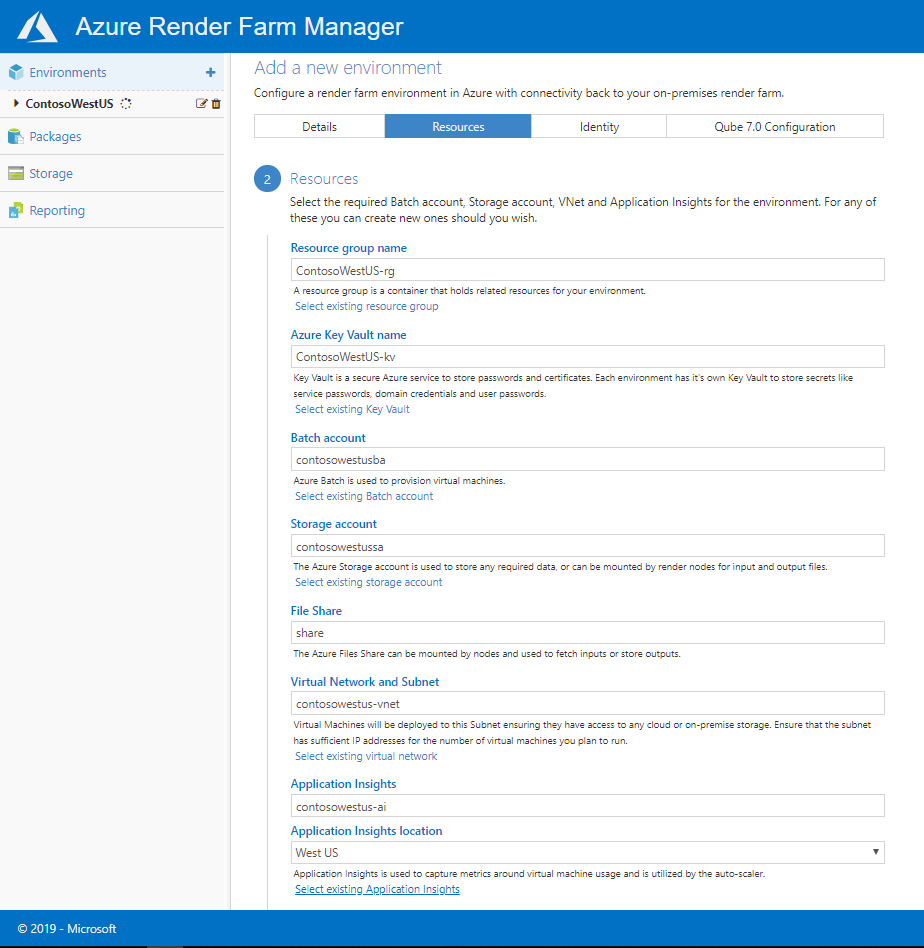 Azure Render Farm Manager
Environments +
ContosoWestUS
Packages
Storage
Reporting
Add a new environment
Configure a render farm environment in Azure with connectivity back to your on-premises render farm.
Details Resources Identity Qube 7.0 Configuration
2 Resources
Select the required Batch account, Storage account, VNet and Application Insights for the environment. For any of
these you can create new ones should you wish.
Resource group name
ContosoWestUS-rg
A resource group is a container that holds related resources for your environment.
Select existing resource group
Azure Key Vault name
ContosoWestUS-kv
Key Vault is a secure Azure service to store passwords and certificates. Each environment has it's own Key Vault to store secrets like
service passwords, domain credentials and user passwords.
Select existing Key Vault
Batch account
contosowestusba
Azure Batch is used to provision virtual machines.
Select existing Batch account
Storage account
contosowestussa
The Azure Storage account is used to store any required data, or can be mounted by render nodes for input and output files.
Select existing storage account
File Share
share
The Azure Files Share can be mounted by nodes and used to fetch inputs or store outputs.
Virtual Network and Subnet
contosowestus-vnet
Virtual Machines will be deployed to this Subnet ensuring they have access to any cloud or on-premise storage. Ensure that the subnet
has sufficient IP addresses for the number of virtual machines you plan to run.
Select existing virtual network
Application Insights
contosowestus-ai
Application Insights location
West US
Application Insights is used to capture metrics around virtual machine usage and is utilized by the auto-scaler.
Select existing Application Insights
© 2019 - Microsoft